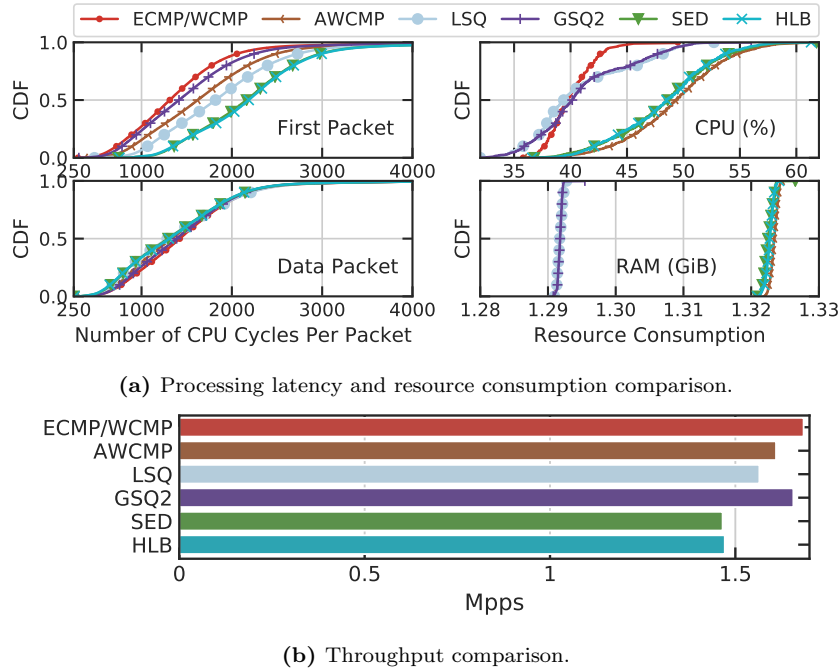 ECMP/WCMP AWCMP LSQ GSQ2 SED HLB
CDF
1.0
0.5
0.0
First Packet
250 1000 2000 3000 4000
CPU (%)
35 40 45 50 55 60
CDF
1.0
0.5
0.0
Data Packet
250 1000 2000 3000 4000
Number of CPU Cycles Per Packet
CDF
RAM (GiB)
1.28 1.29 1.30 1.31 1.32 1.33
Resource Consumption
(a) Processing latency and resource consumption comparison.
ECMP/WCMP
AWCMP
LSQ
GSQ2
SED
HLB
0 0.5 1 1.5
Mpps
(b) Throughput comparison.